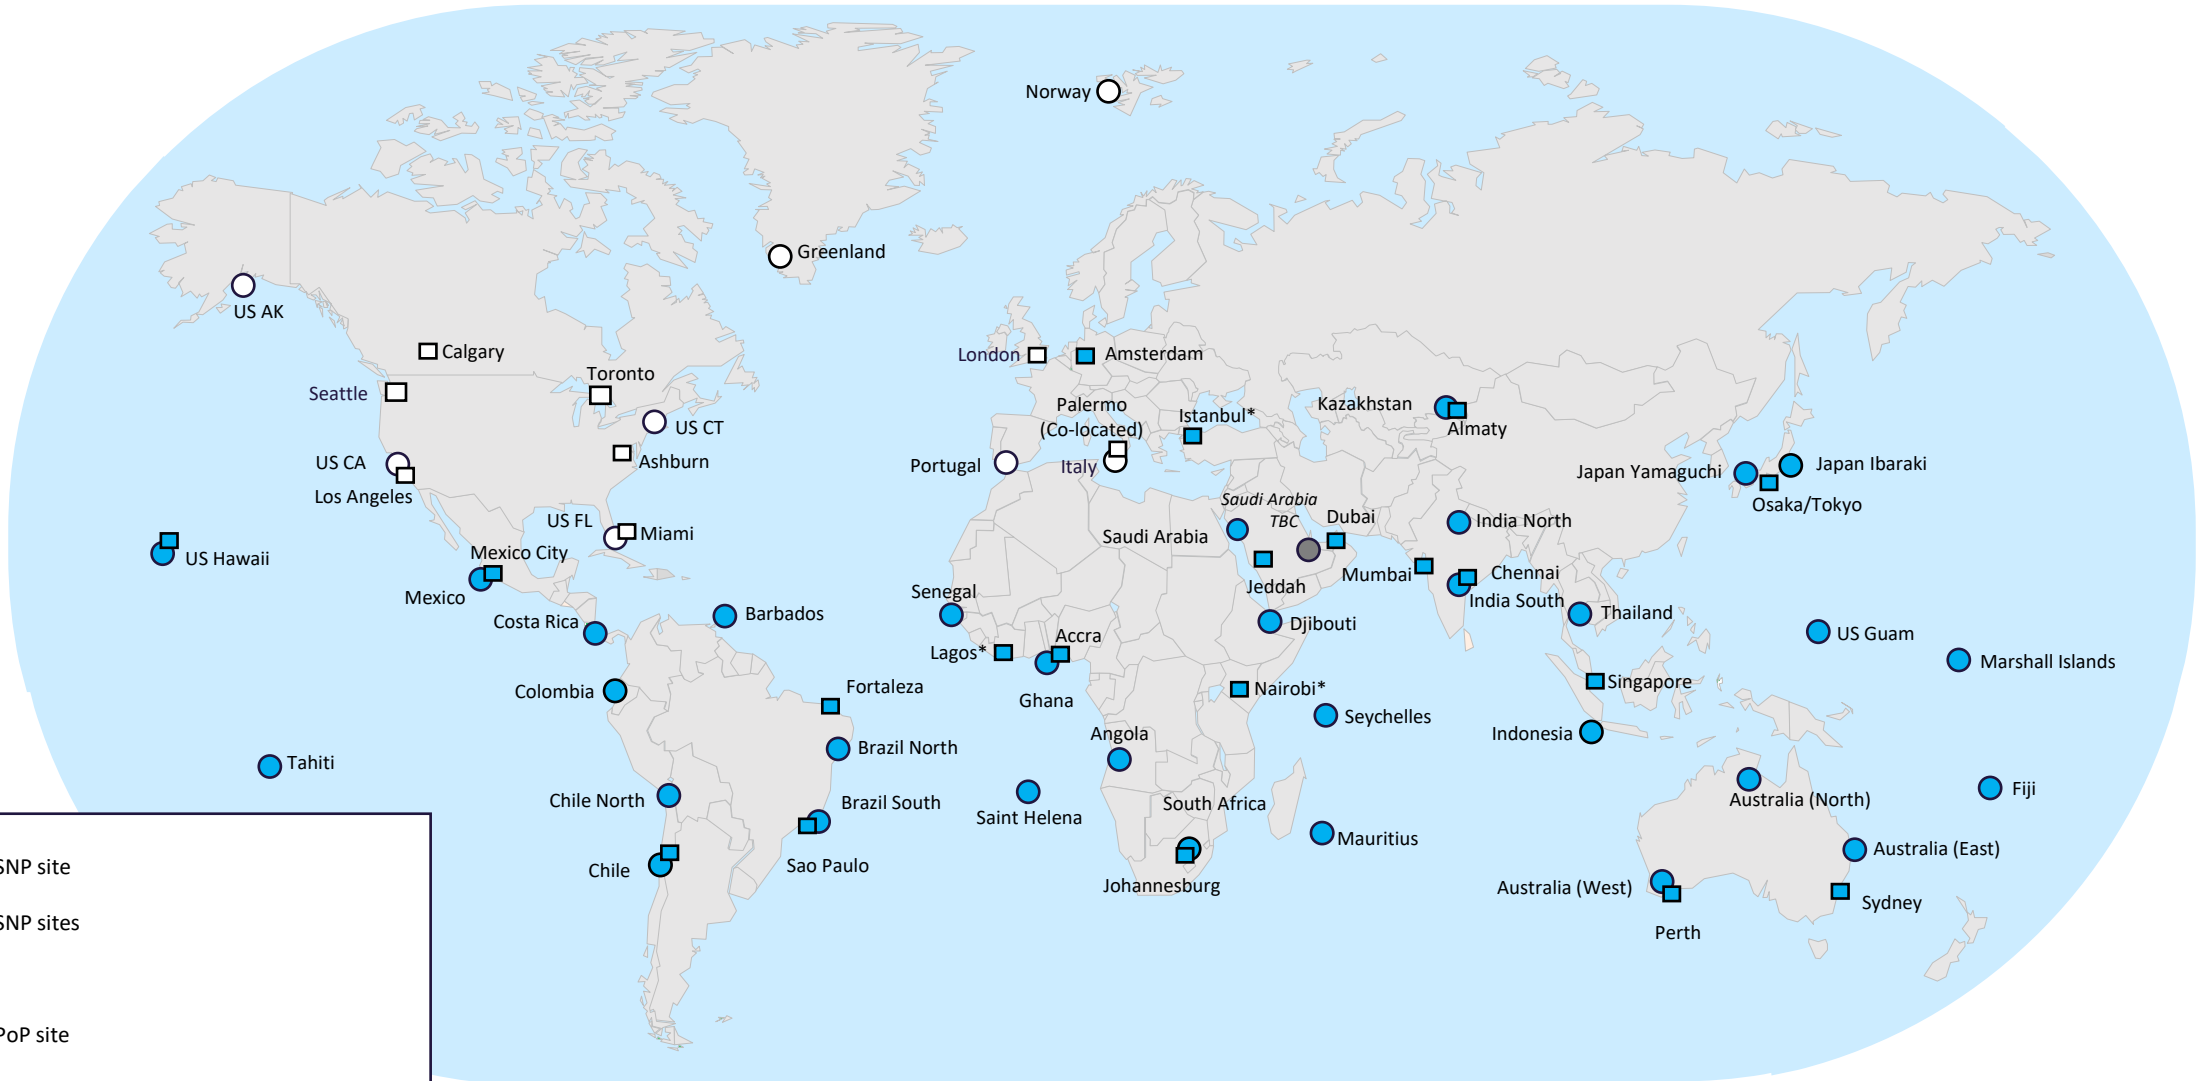 Norway
Greenland
US AK
Calgary
London
Amsterdam
Toronto
Seattle
Kazakhstan
Palermo
(Co-located)
Istanbul*
Almaty
US CT
US CA
Ashburn
Portugal
Italy
Japan Yamaguchi
Japan Ibaraki
Los Angeles
Saudi Arabia
TBC
Osaka/Tokyo
US FL
Miami
Dubai
India North
Saudi Arabia
US Hawaii
Mexico City
Mumbai
Chennai
Jeddah
Mexico
Senegal
India South
Costa Rica
Barbados
Djibouti
Thailand
Accra
US Guam
Lagos*
Marshall Islands
Colombia
Fortaleza
Ghana
Nairobi*
Singapore
Seychelles
Angola
Indonesia
Brazil North
Tahiti
Fiji
Chile North
Brazil South
South Africa
Australia (North)
Saint Helena
Mauritius
Australia (East)
SNP site
Chile
Sao Paulo
Johannesburg
Australia (West)
Sydney
SNP sites
Perth
PoP site